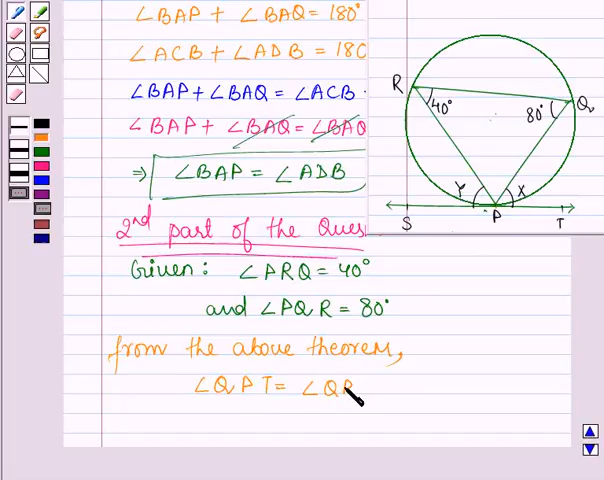 ∠BAP + ∠BAQ = 180°
∠ACB + ∠ADB = 180
∠BAP + ∠BAQ = ∠ACB
∠BAP + ∠BAQ = ∠BAQ
⇒ ∠BAP = ∠ADB
2nd part of the Ques
Given: ∠PRQ = 40°
and ∠PQR = 80°
from the above theorem,
∠QPT = ∠QR
R
40°
80°
Q
Y
X
S
P
T